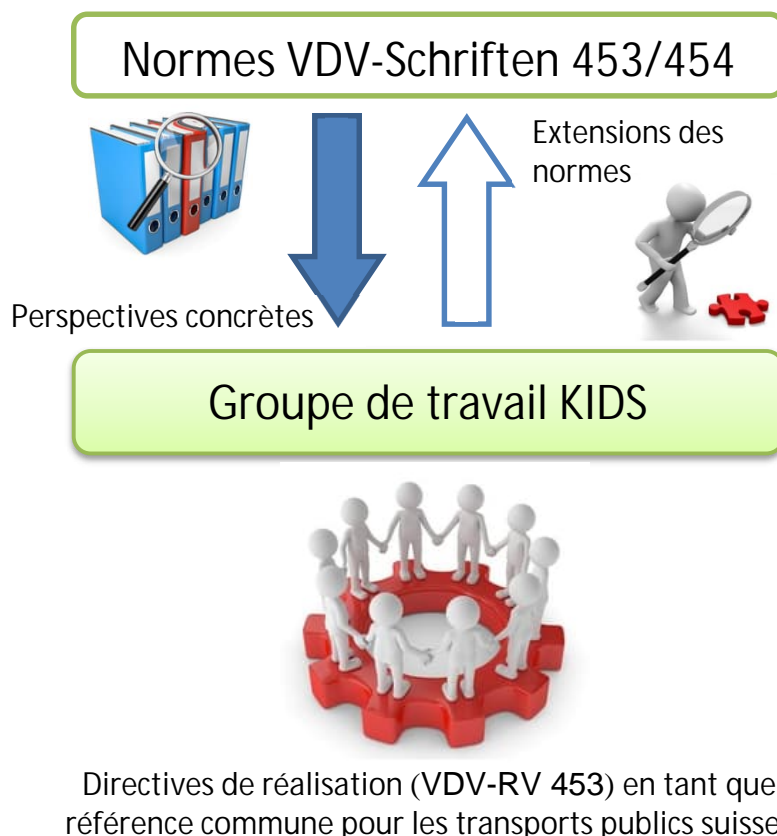 Normes VDV-Schriften 453/454
Extensions des
normes
Perspectives concrètes
Groupe de travail KIDS
Directives de réalisation (VDV-RV 453) en tant que
référence commune pour les transports publics suisse